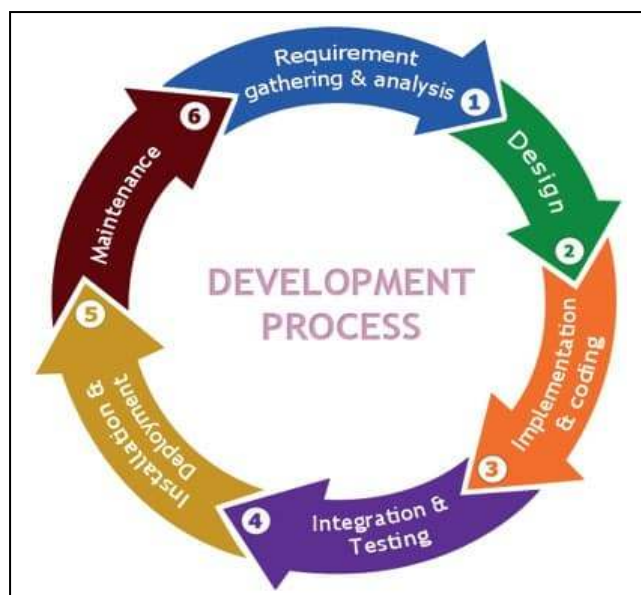 Requirement
gathering & analysis
1
Design
2
Implementation
& coding
3
Integration &
Testing
4
Installation &
Deployment
5
Maintenance
6
DEVELOPMENT
PROCESS